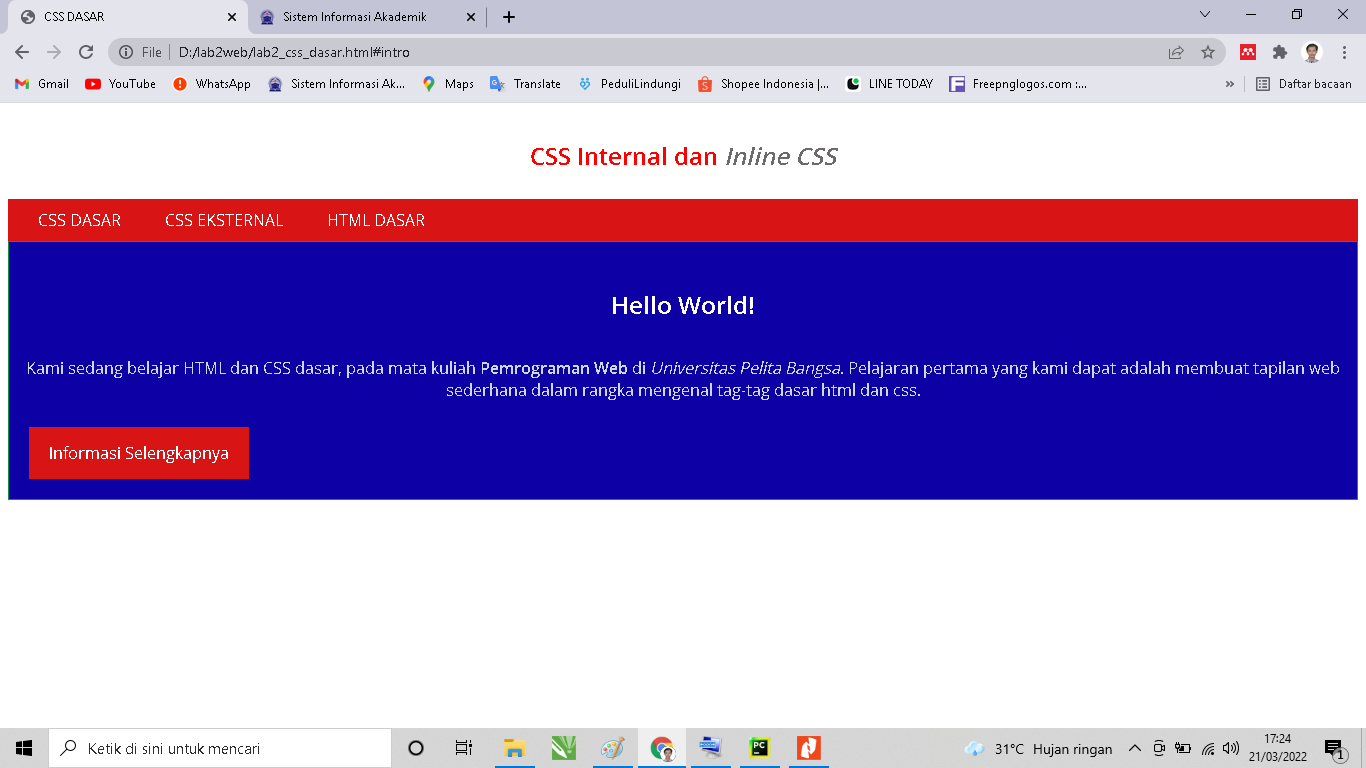 CSS DASAR
Sistem Informasi Akademik
File D:/lab2web/lab2_css_dasar.html#intro
Gmail YouTube WhatsApp Sistem Informasi Ak... Maps Translate PeduliLindungi Shopee Indonesia |... LINE TODAY Freepnglogos.com :... » Daftar bacaan
CSS Internal dan Inline CSS
CSS DASAR CSS EKSTERNAL HTML DASAR
Hello World!
Kami sedang belajar HTML dan CSS dasar, pada mata kuliah Pemrograman Web di Universitas Pelita Bangsa. Pelajaran pertama yang kami dapat adalah membuat tapilan web
sederhana dalam rangka mengenal tag-tag dasar html dan css.
Informasi Selengkapnya
Ketik di sini untuk mencari
PC
31°C Hujan ringan
17:24
21/03/2022
1